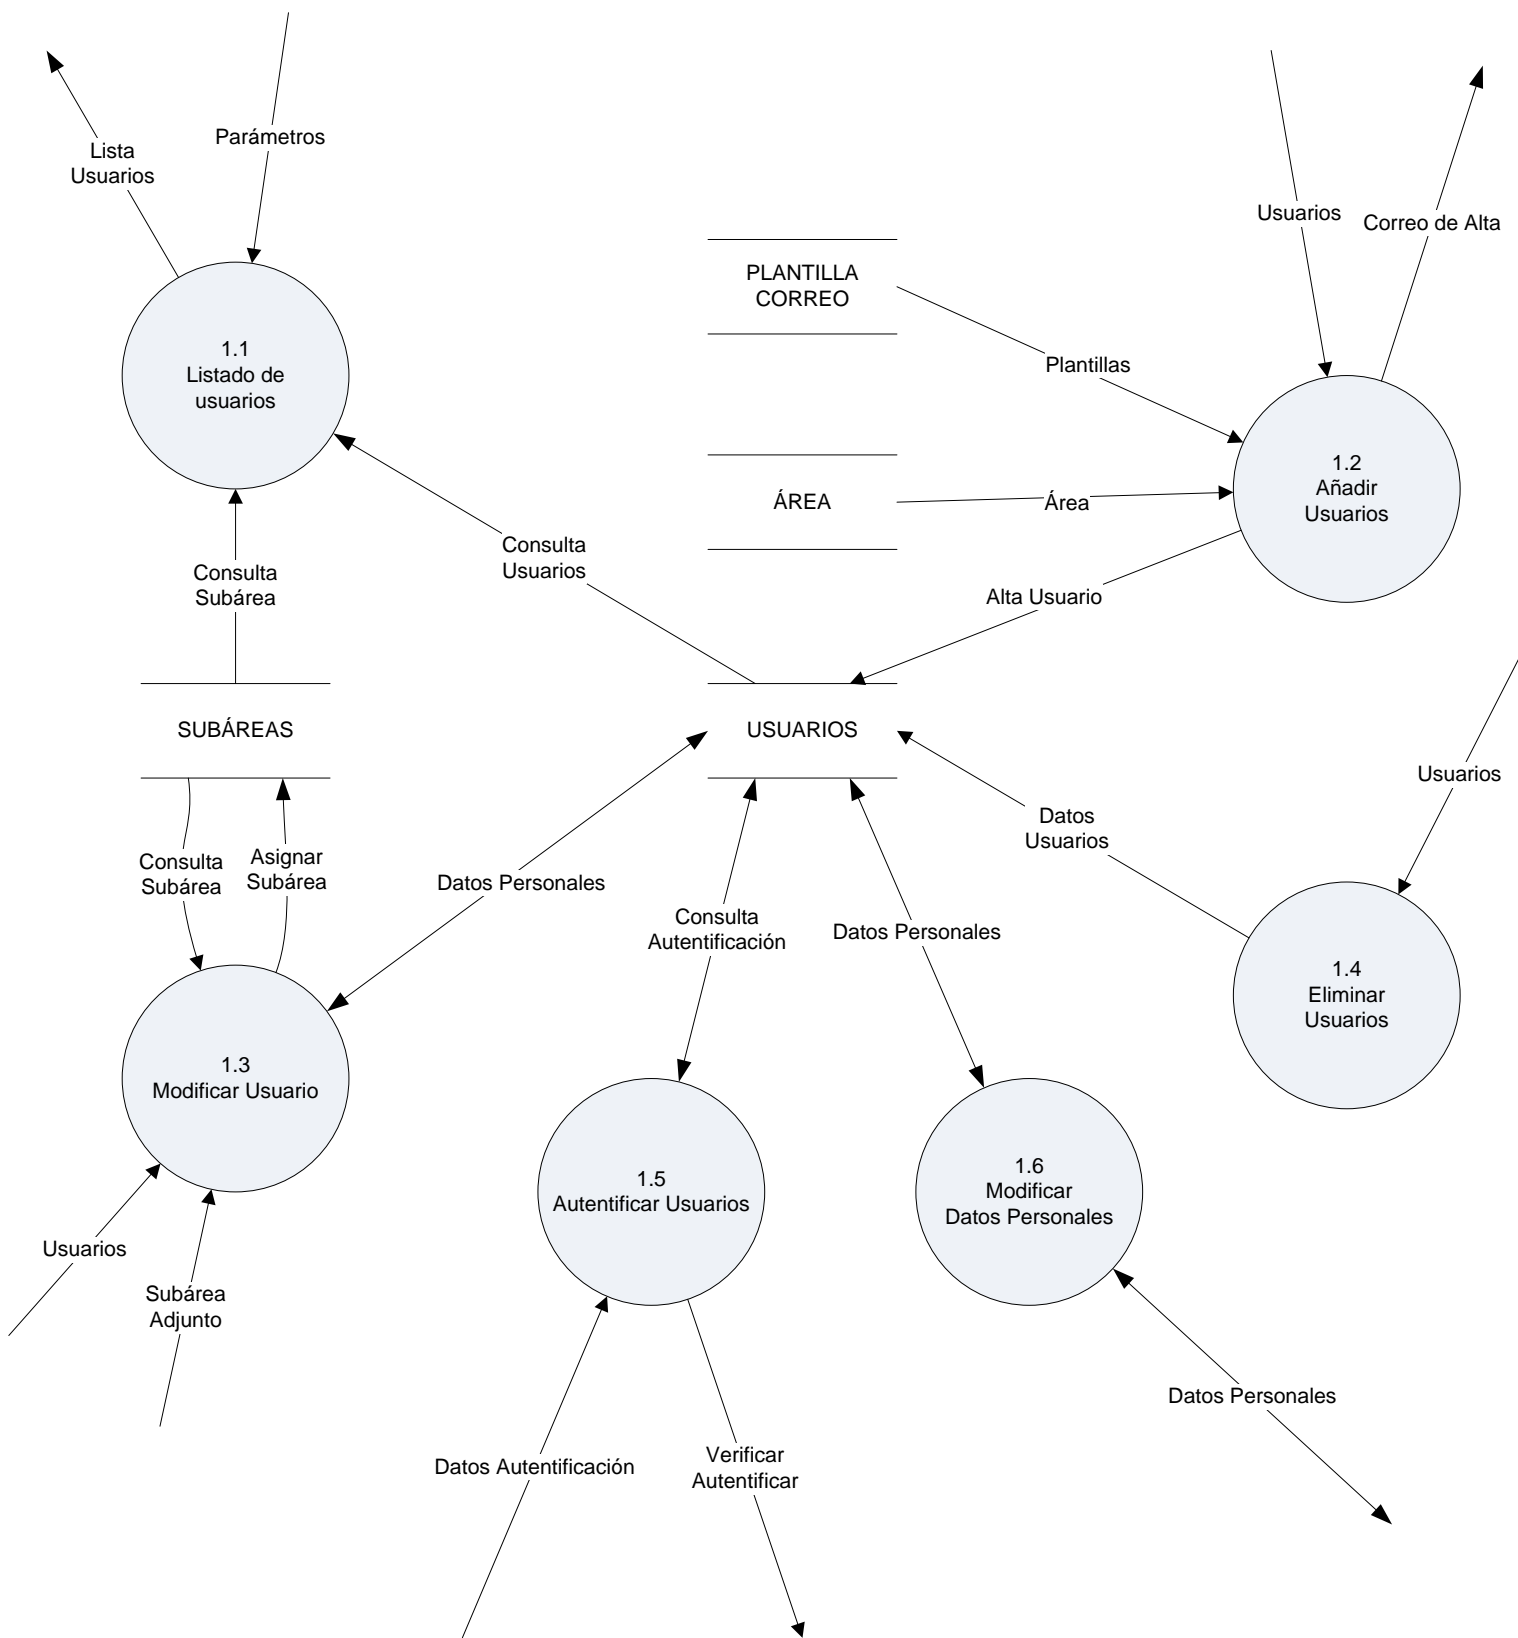 Parámetros
Lista
Usuarios
Usuarios
Correo de Alta
PLANTILLA
CORREO
1.1
Listado de
usuarios
Plantillas
1.2
Añadir
Usuarios
ÁREA
Área
Consulta
Usuarios
Consulta
Subárea
Alta Usuario
SUBÁREAS
USUARIOS
Usuarios
Datos
Usuarios
Consulta
Subárea
Asignar
Subárea
Datos Personales
Consulta
Autentificación
Datos Personales
1.4
Eliminar
Usuarios
1.3
Modificar Usuario
1.5
Autentificar Usuarios
1.6
Modificar
Datos Personales
Usuarios
Subárea
Adjunto
Datos Personales
Datos Autentificación
Verificar
Autentificar